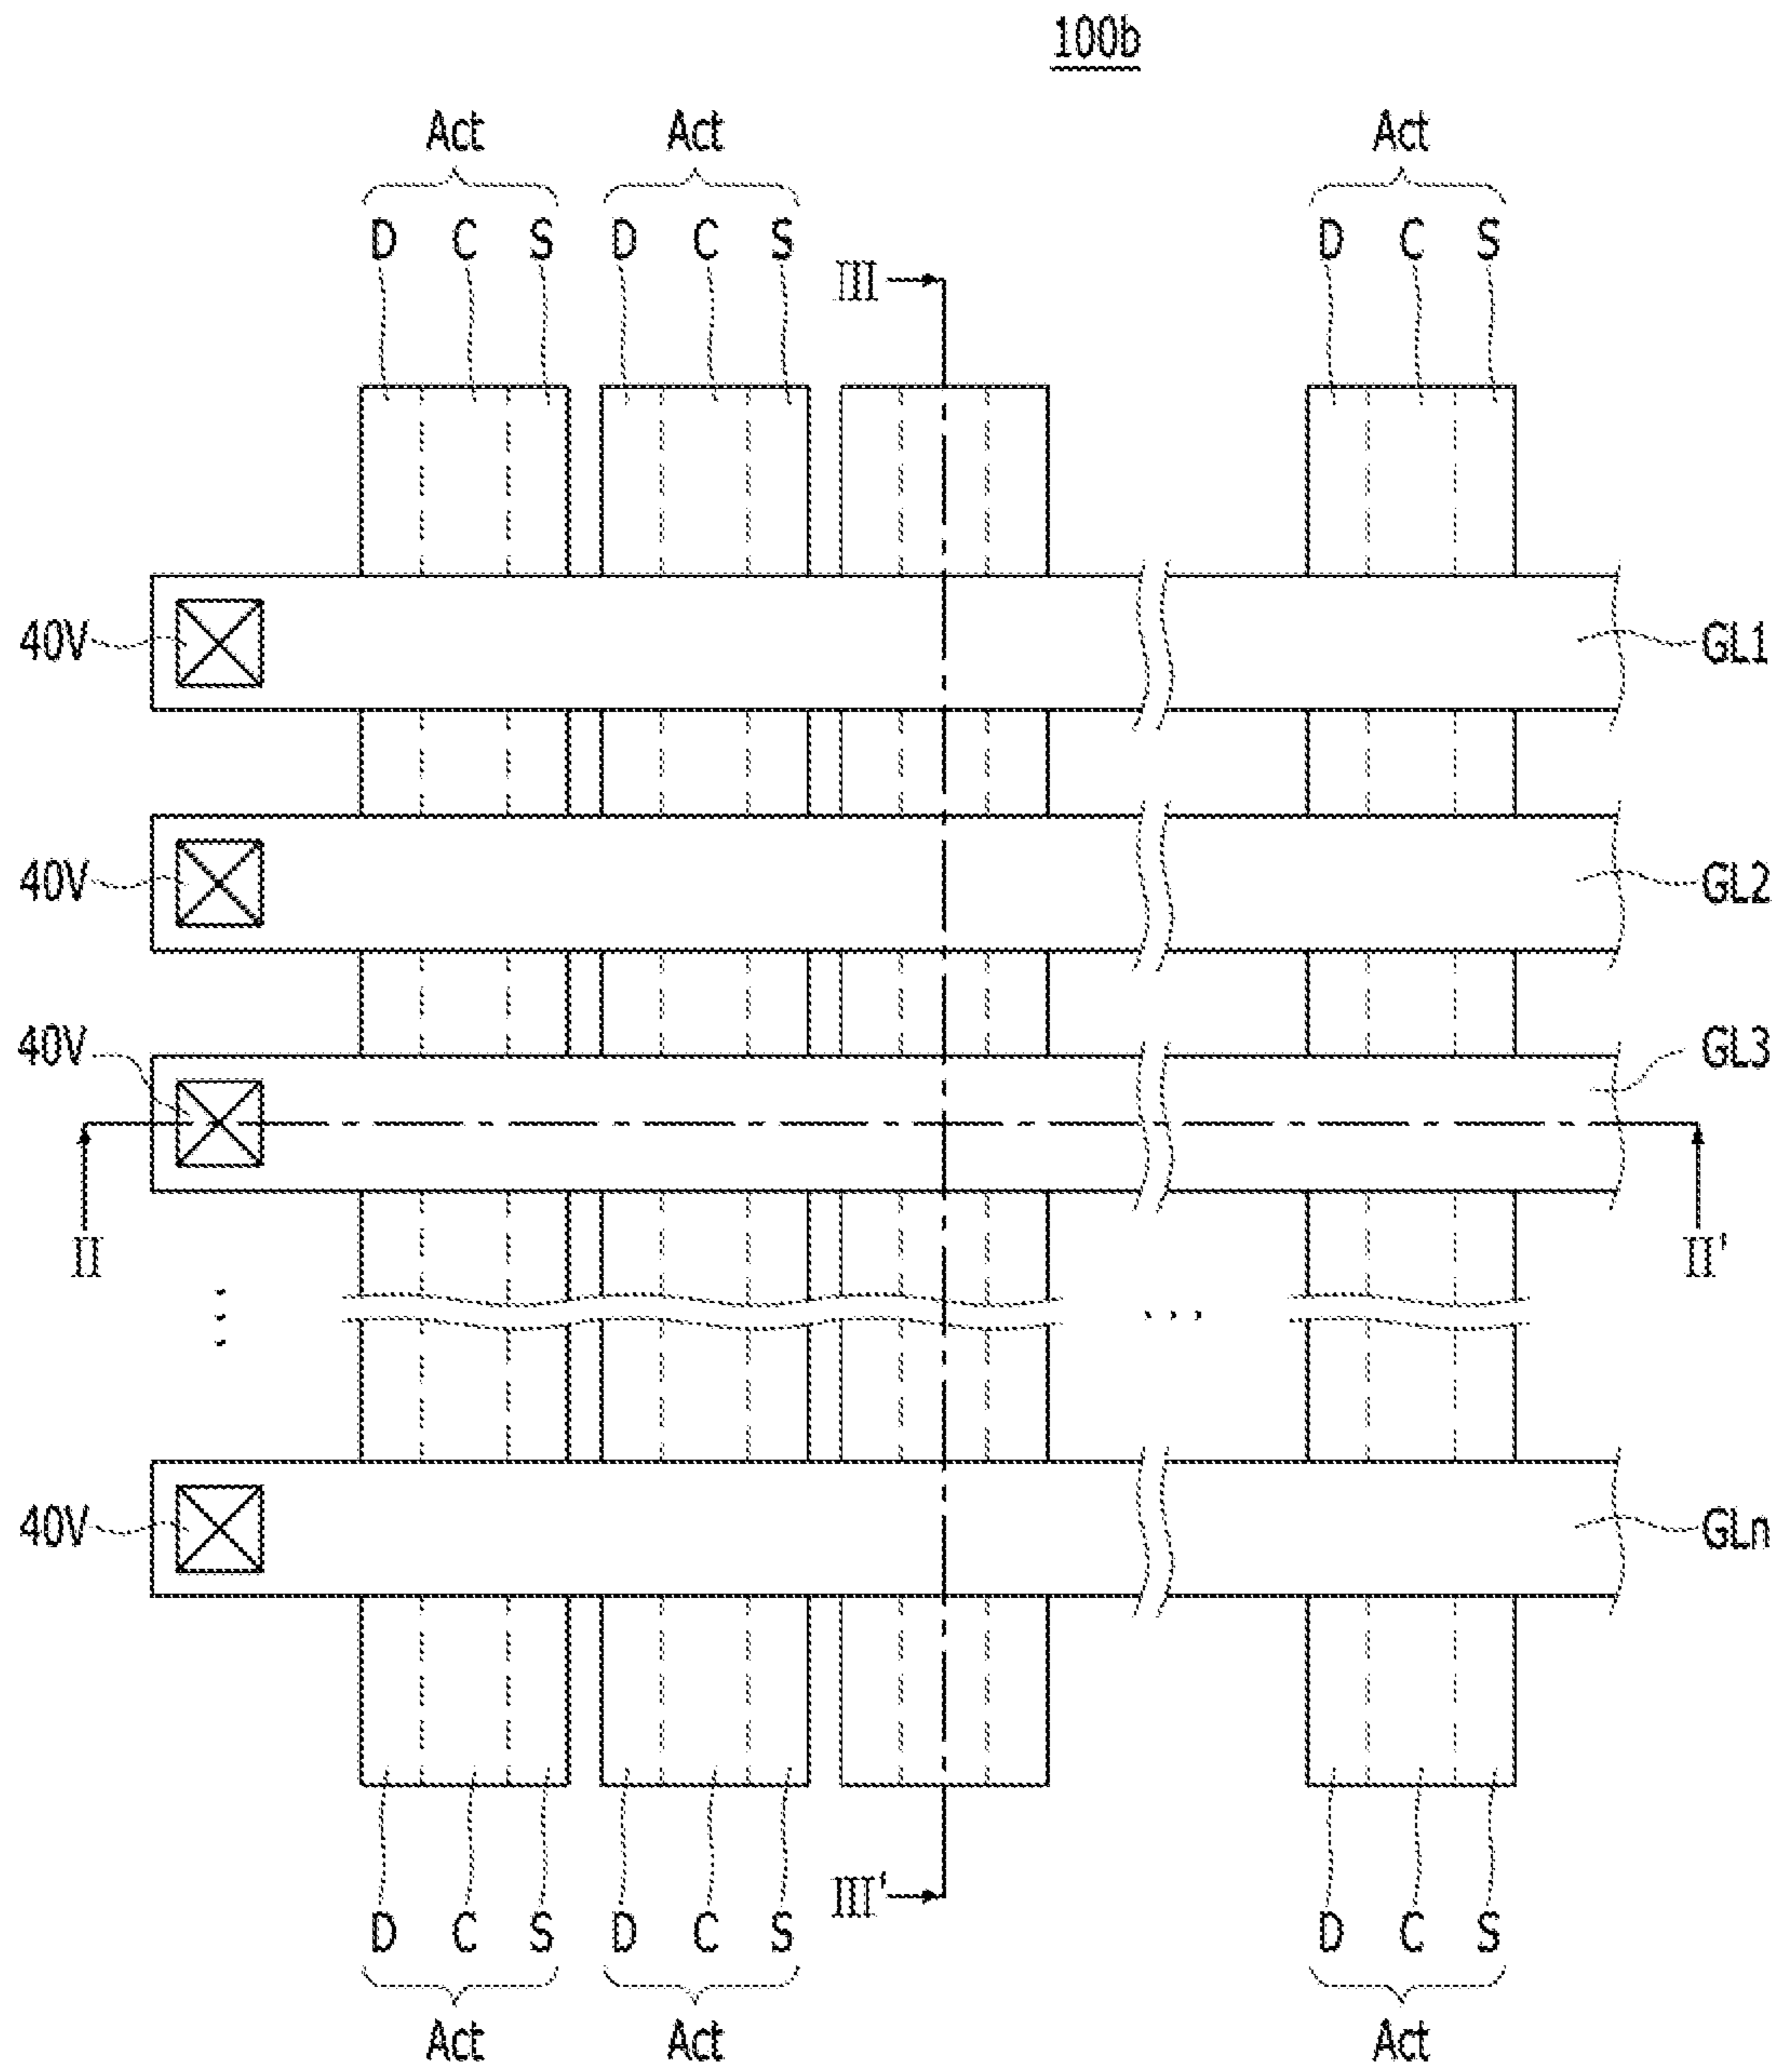 100b
Act Act Act
D C S D C S D C S
III
40V GL1
40V GL2
40V GL3
II II'
40V GLn
III'
D C S D C S D C S
Act Act Act